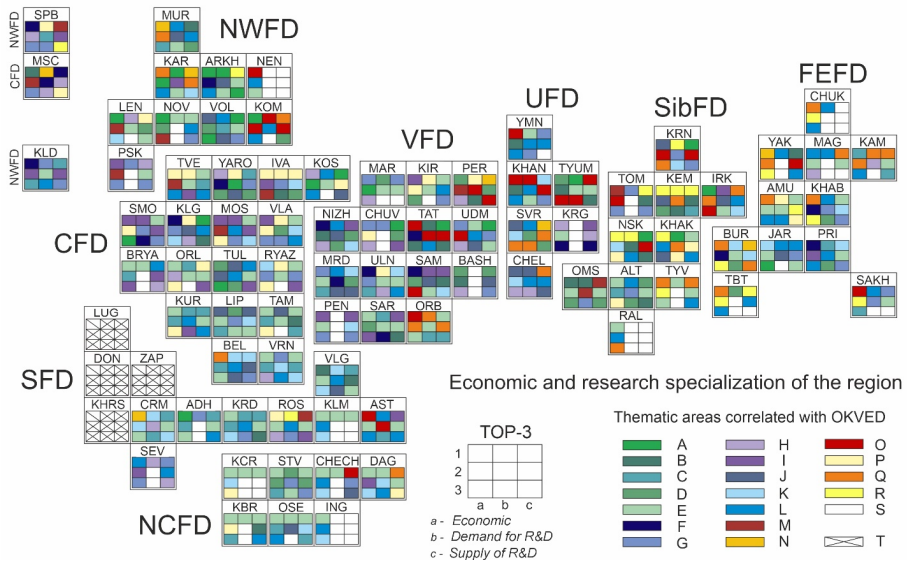 SPB
NWFD
MSC
CFD
KLD
NWFD
MUR
NWFD
KAR ARKH NEN
LEN NOV VOL KOM
PSK
TVE YARO IVA KOS
SMO KLG MOS VLA
CFD
BRYA ORL TUL RYAZ
KUR LIP TAM
BEL VRN
VFD
MAR KIR PER
NIZH CHUV TAT UDM
MRD ULN SAM BASH
PEN SAR ORB
UFD
YMN
KHAN TYUM
SVR KRG
CHEL
SibFD
KRN
TOM KEM IRK
NSK KHAK
OMS ALT TYV
RAL
FEFD
CHUK
YAK MAG KAM
AMU KHAB
BUR JAR PRI
TBT SAKH
LUG
SFD
DON ZAP
VLG
KHRS CRM ADH KRD ROS KLM AST
SEV
KCR STV CHECH DAG
NCFD
KBR OSE ING
Economic and research specialization of the region
TOP-3
1
2
3
a b c
a - Economic
b - Demand for R&D
c - Supply of R&D
Thematic areas correlated with OKVED
A H O
B I P
C J Q
D K R
E L S
F M
G N T